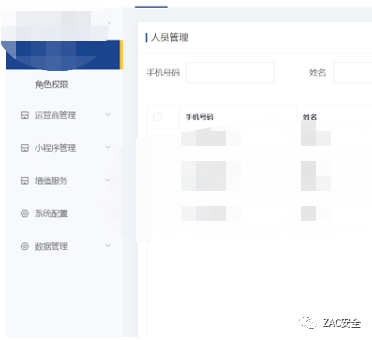 人员管理
手机号码
姓名
角色权限
手机号码
姓名
运营商管理
小程序管理
增值服务
系统配置
数据管理
ZAC安全